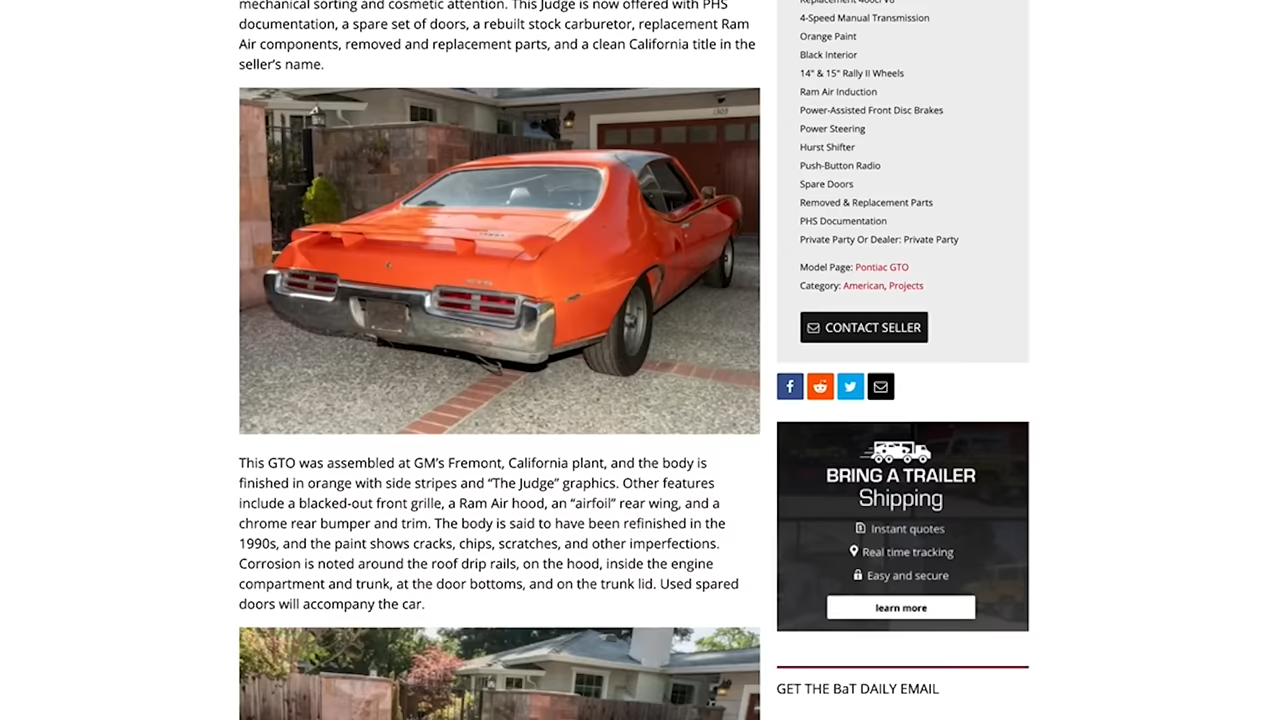 mechanical sorting and cosmetic attention. This Judge is now offered with PHS
documentation, a spare set of doors, a rebuilt stock carburetor, replacement Ram
Air components, removed and replacement parts, and a clean California title in the
seller’s name.
1303
This GTO was assembled at GM’s Fremont, California plant, and the body is
finished in orange with side stripes and “The Judge” graphics. Other features
include a blacked-out front grille, a Ram Air hood, an “airfoil” rear wing, and a
chrome rear bumper and trim. The body is said to have been refinished in the
1990s, and the paint shows cracks, chips, scratches, and other imperfections.
Corrosion is noted around the roof drip rails, on the hood, inside the engine
compartment and trunk, at the door bottoms, and on the trunk lid. Used spared
doors will accompany the car.
Replacement 400ci V8
4-Speed Manual Transmission
Orange Paint
Black Interior
14" & 15" Rally II Wheels
Ram Air Induction
Power-Assisted Front Disc Brakes
Power Steering
Hurst Shifter
Push-Button Radio
Spare Doors
Removed & Replacement Parts
PHS Documentation
Private Party Or Dealer: Private Party
Model Page: Pontiac GTO
Category: American, Projects
CONTACT SELLER
BRING A TRAILER
Shipping
Instant quotes
Real time tracking
Easy and secure
learn more
GET THE BaT DAILY EMAIL